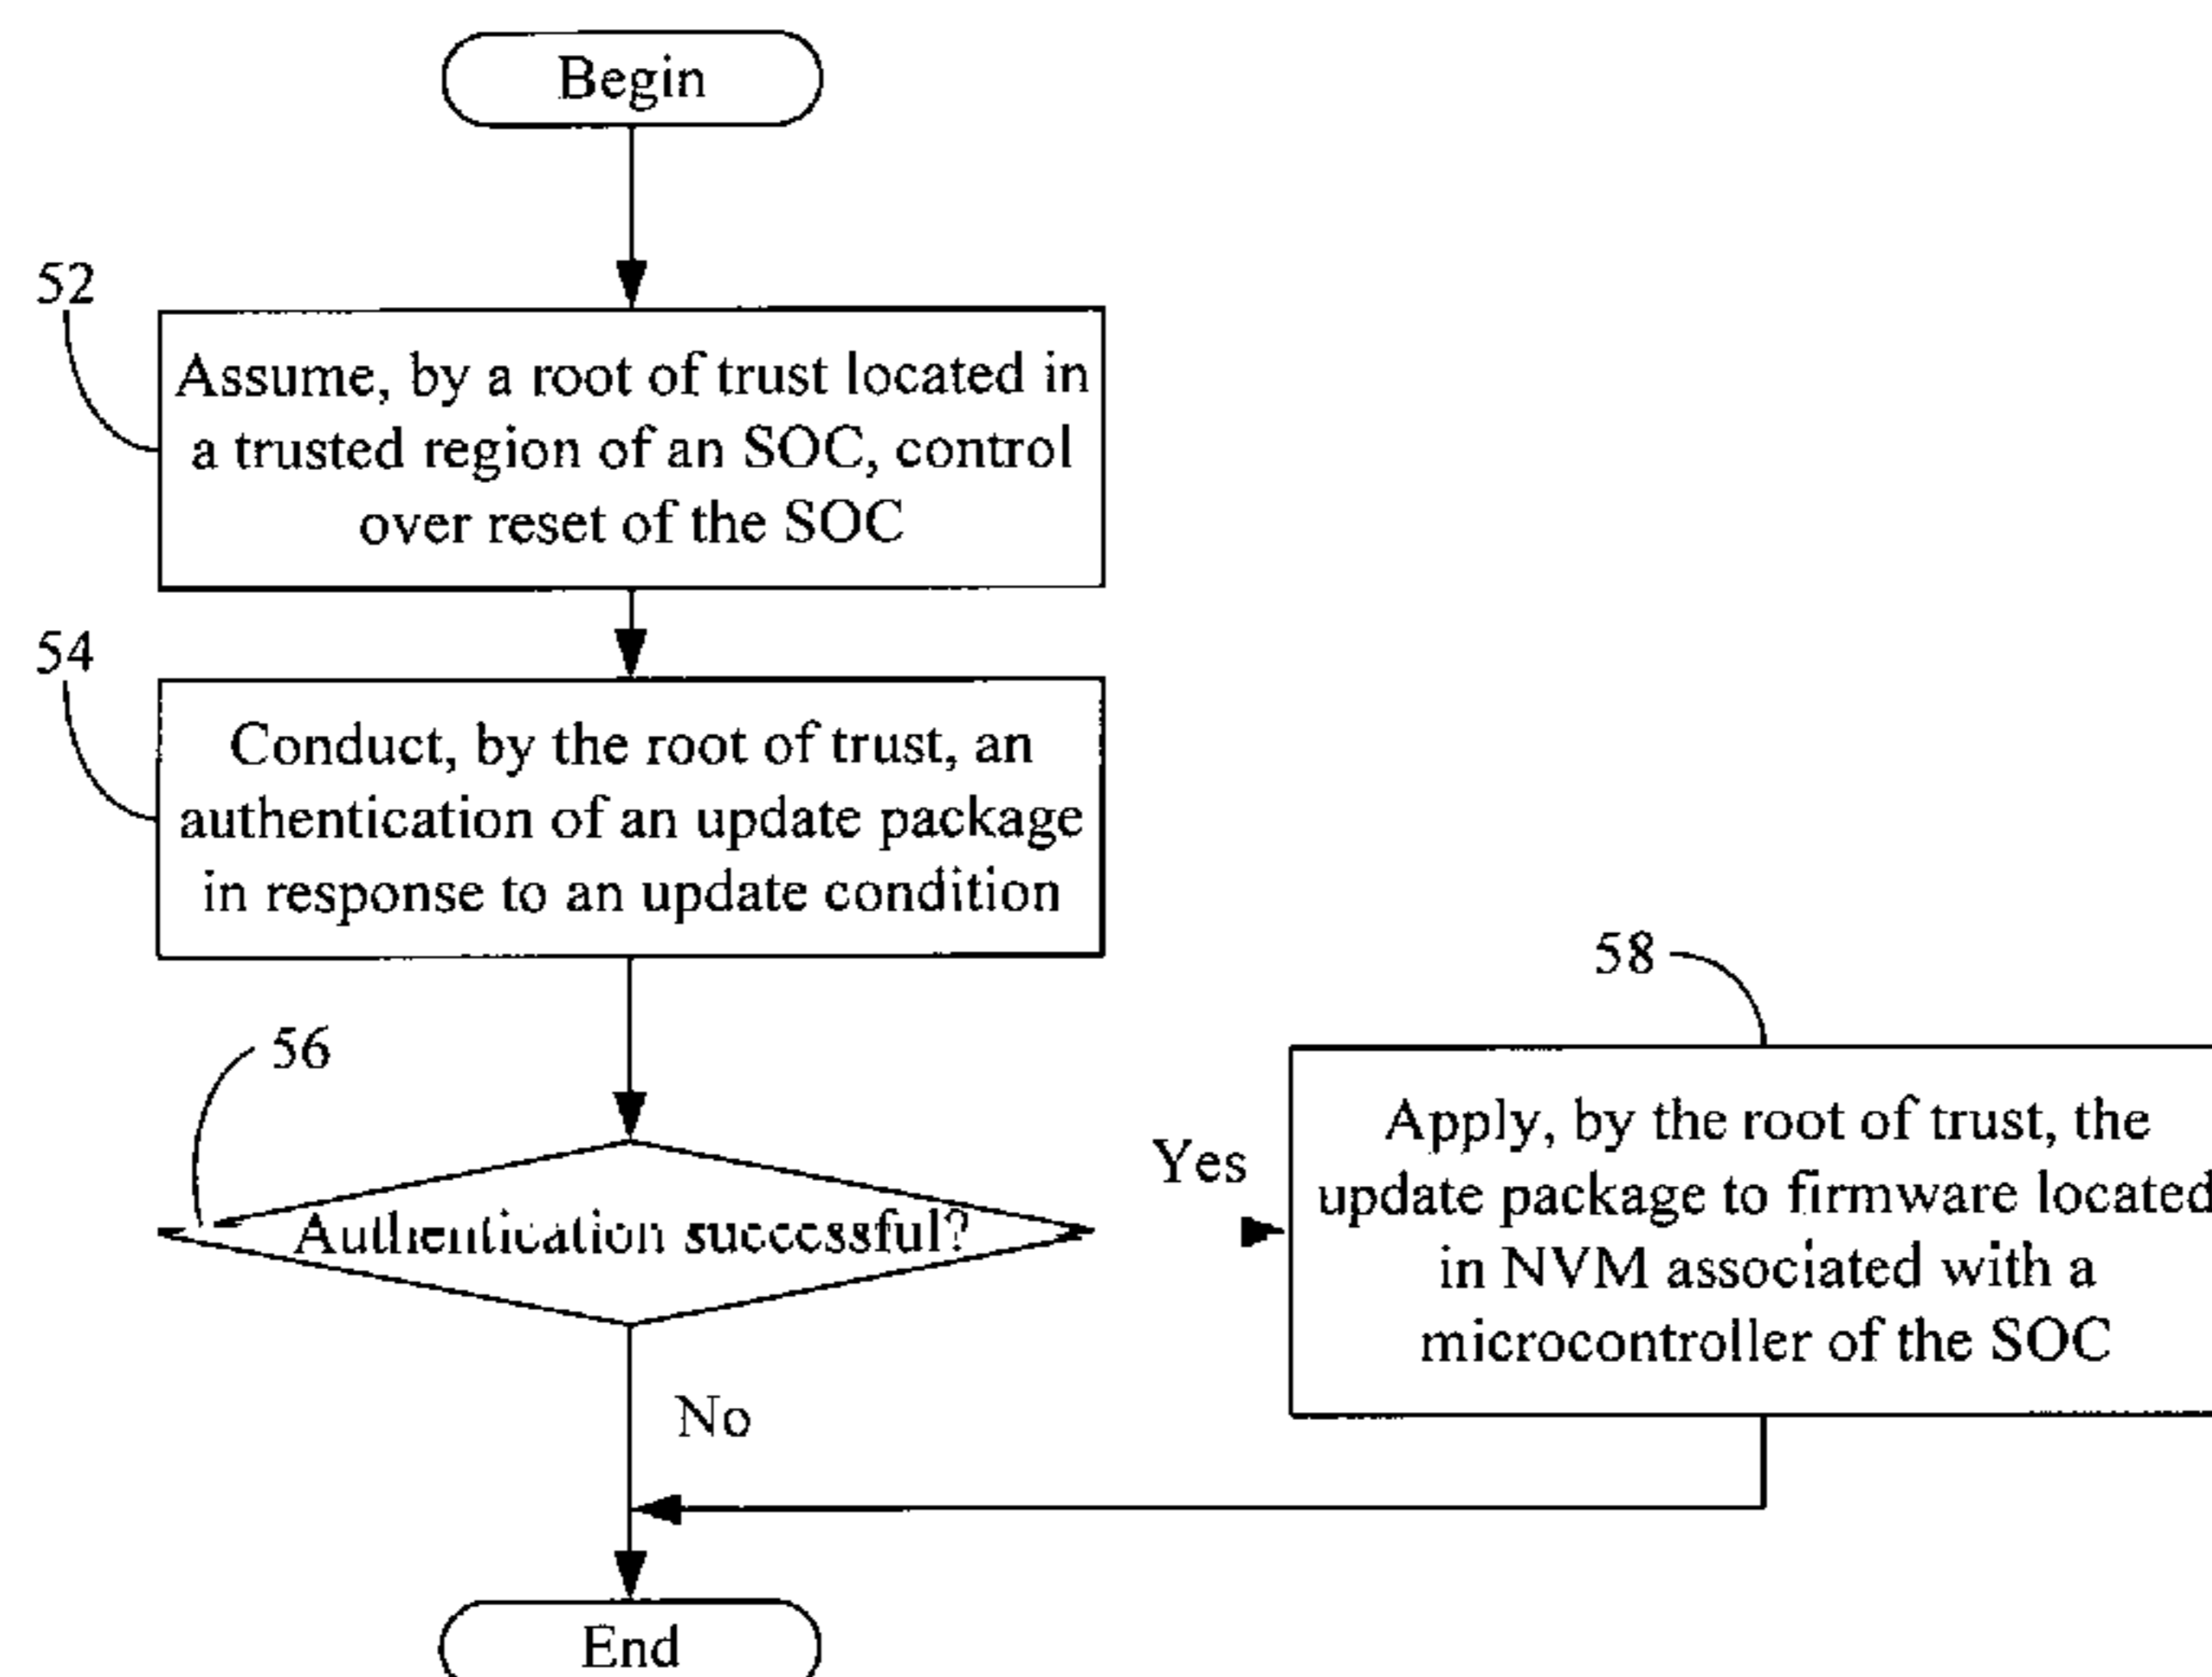 Begin
52
Assume, by a root of trust located in
a trusted region of an SOC, control
over reset of the SOC
54
Conduct, by the root of trust, an
authentication of an update package
in response to an update condition
56
Authentication successful?
Yes
58
Apply, by the root of trust, the
update package to firmware located
in NVM associated with a
microcontroller of the SOC
No
End